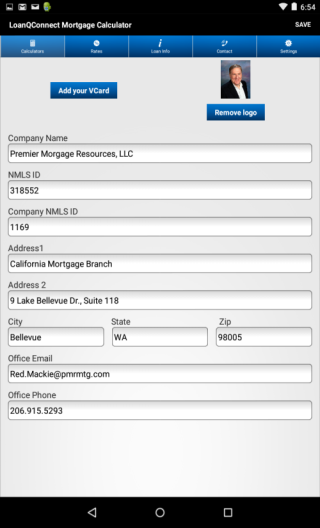 6:54
LoanQConnect Mortgage Calculator
SAVE
Calculators
Rates
Loan Info
Contact
Settings
Add your VCard
Remove logo
Company Name
Premier Morgage Resources, LLC
NMLS ID
318552
Company NMLS ID
1169
Address1
California Mortgage Branch
Address 2
9 Lake Bellevue Dr., Suite 118
City State Zip
Bellevue WA 98005
Office Email
Red.Mackie@pmrmtg.com
Office Phone
206.915.5293